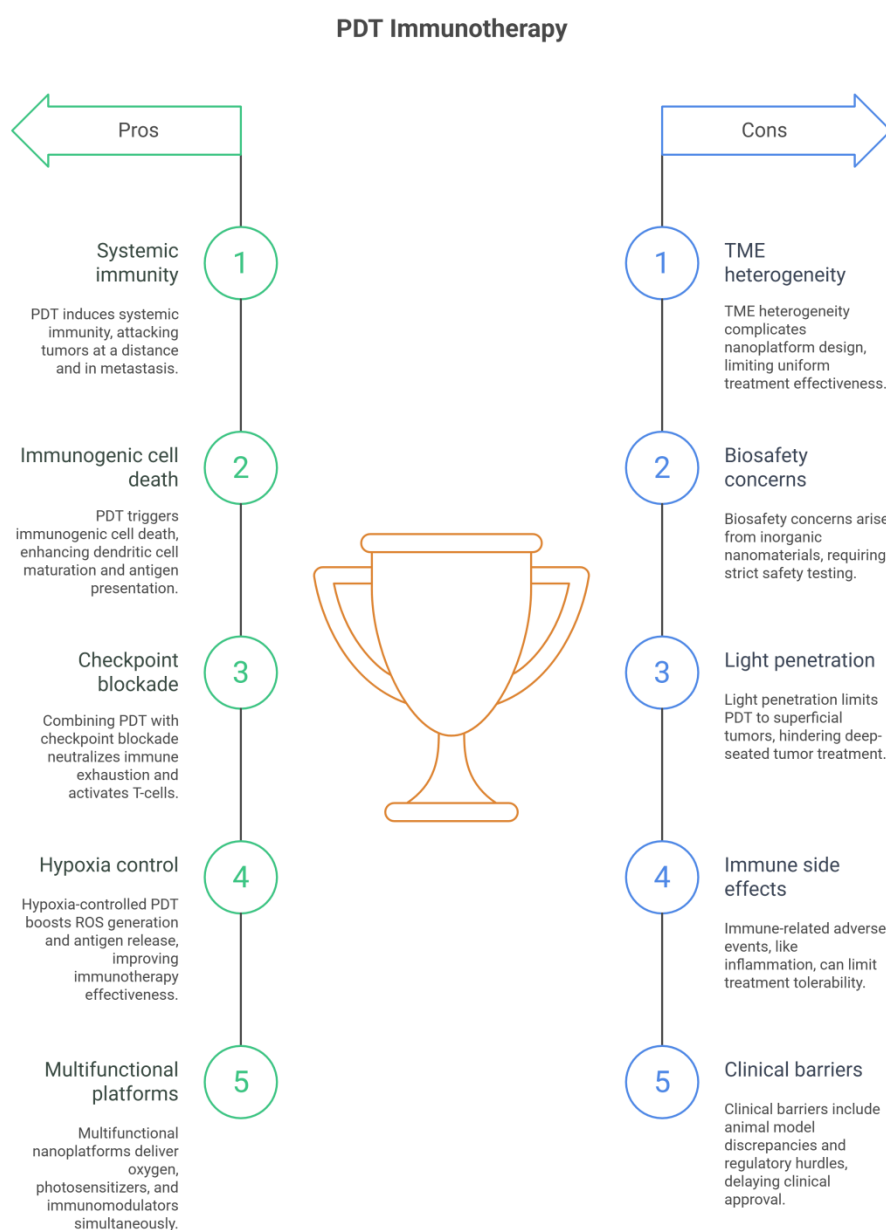 PDT Immunotherapy
Pros
1
Systemic
immunity
PDT induces systemic
immunity, attacking
tumors at a distance
and in metastasis.
2
Immunogenic cell
death
PDT triggers
immunogenic cell death,
enhancing dendritic cell
maturation and antigen
presentation.
3
Checkpoint
blockade
Combining PDT with
checkpoint blockade
neutralizes immune
exhaustion and
activates T-cells.
4
Hypoxia control
Hypoxia-controlled PDT
boosts ROS generation
and antigen release,
improving
immunotherapy
effectiveness.
5
Multifunctional
platforms
Multifunctional
nanoplatforms deliver
oxygen,
photosensitizers, and
immunomodulators
simultaneously.
Cons
1
TME
heterogeneity
TME heterogeneity
complicates
nanoplatform design,
limiting uniform
treatment effectiveness.
2
Biosafety
concerns
Biosafety concerns arise
from inorganic
nanomaterials, requiring
strict safety testing.
3
Light penetration
Light penetration limits
PDT to superficial
tumors, hindering deep-
seated tumor treatment.
4
Immune side
effects
Immune-related adverse
events, like
inflammation, can limit
treatment tolerability.
5
Clinical barriers
Clinical barriers include
animal model
discrepancies and
regulatory hurdles,
delaying clinical
approval.